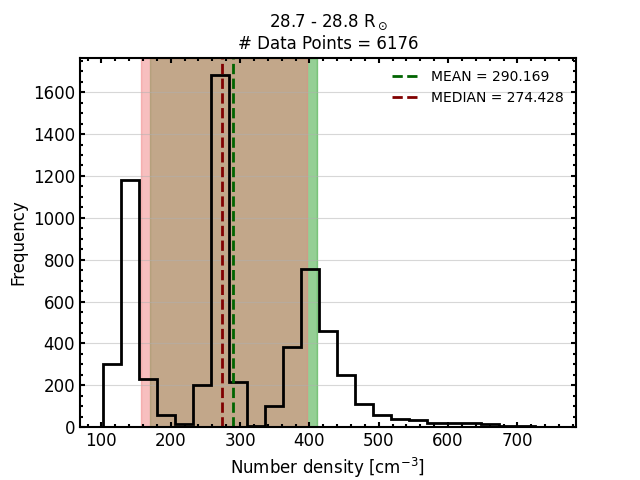 28.7 - 28.8 R⊙
# Data Points = 6176
MEAN = 290.169
MEDIAN = 274.428
Frequency
1600
1400
1200
1000
800
600
400
200
0
100 200 300 400 500 600 700
Number density [cm⁻³]